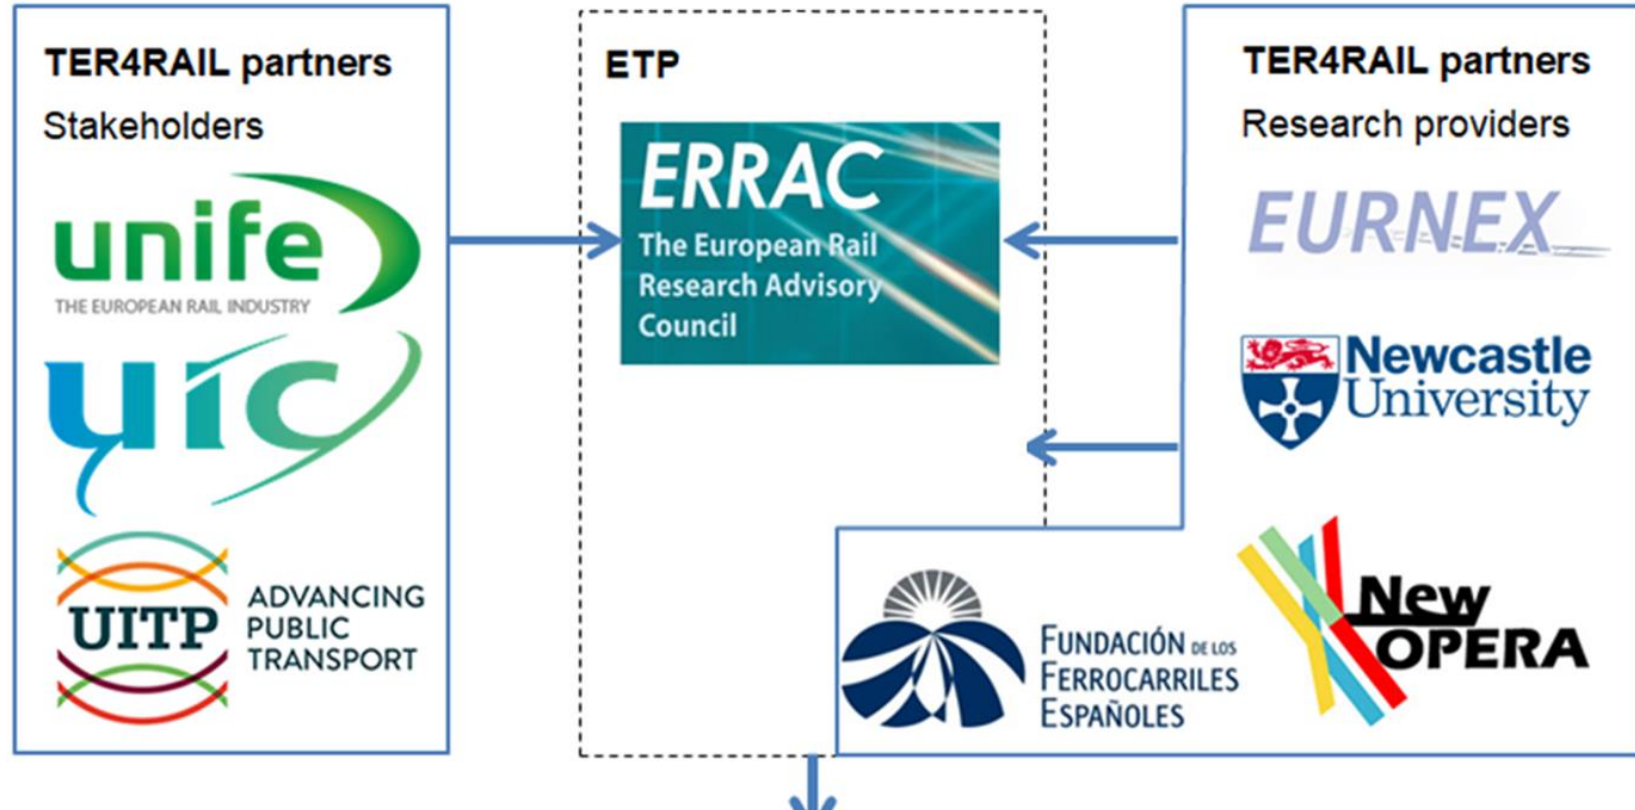 TER4RAIL partners
Stakeholders
unife
THE EUROPEAN RAIL INDUSTRY
uic
UITP
ADVANCING
PUBLIC
TRANSPORT
ETP
ERRAC
The European Rail
Research Advisory
Council
TER4RAIL partners
Research providers
EURNEX
Newcastle
University
New
OPERA
FUNDACIÓN DE LOS
FERROCARRILES
ESPAÑOLES